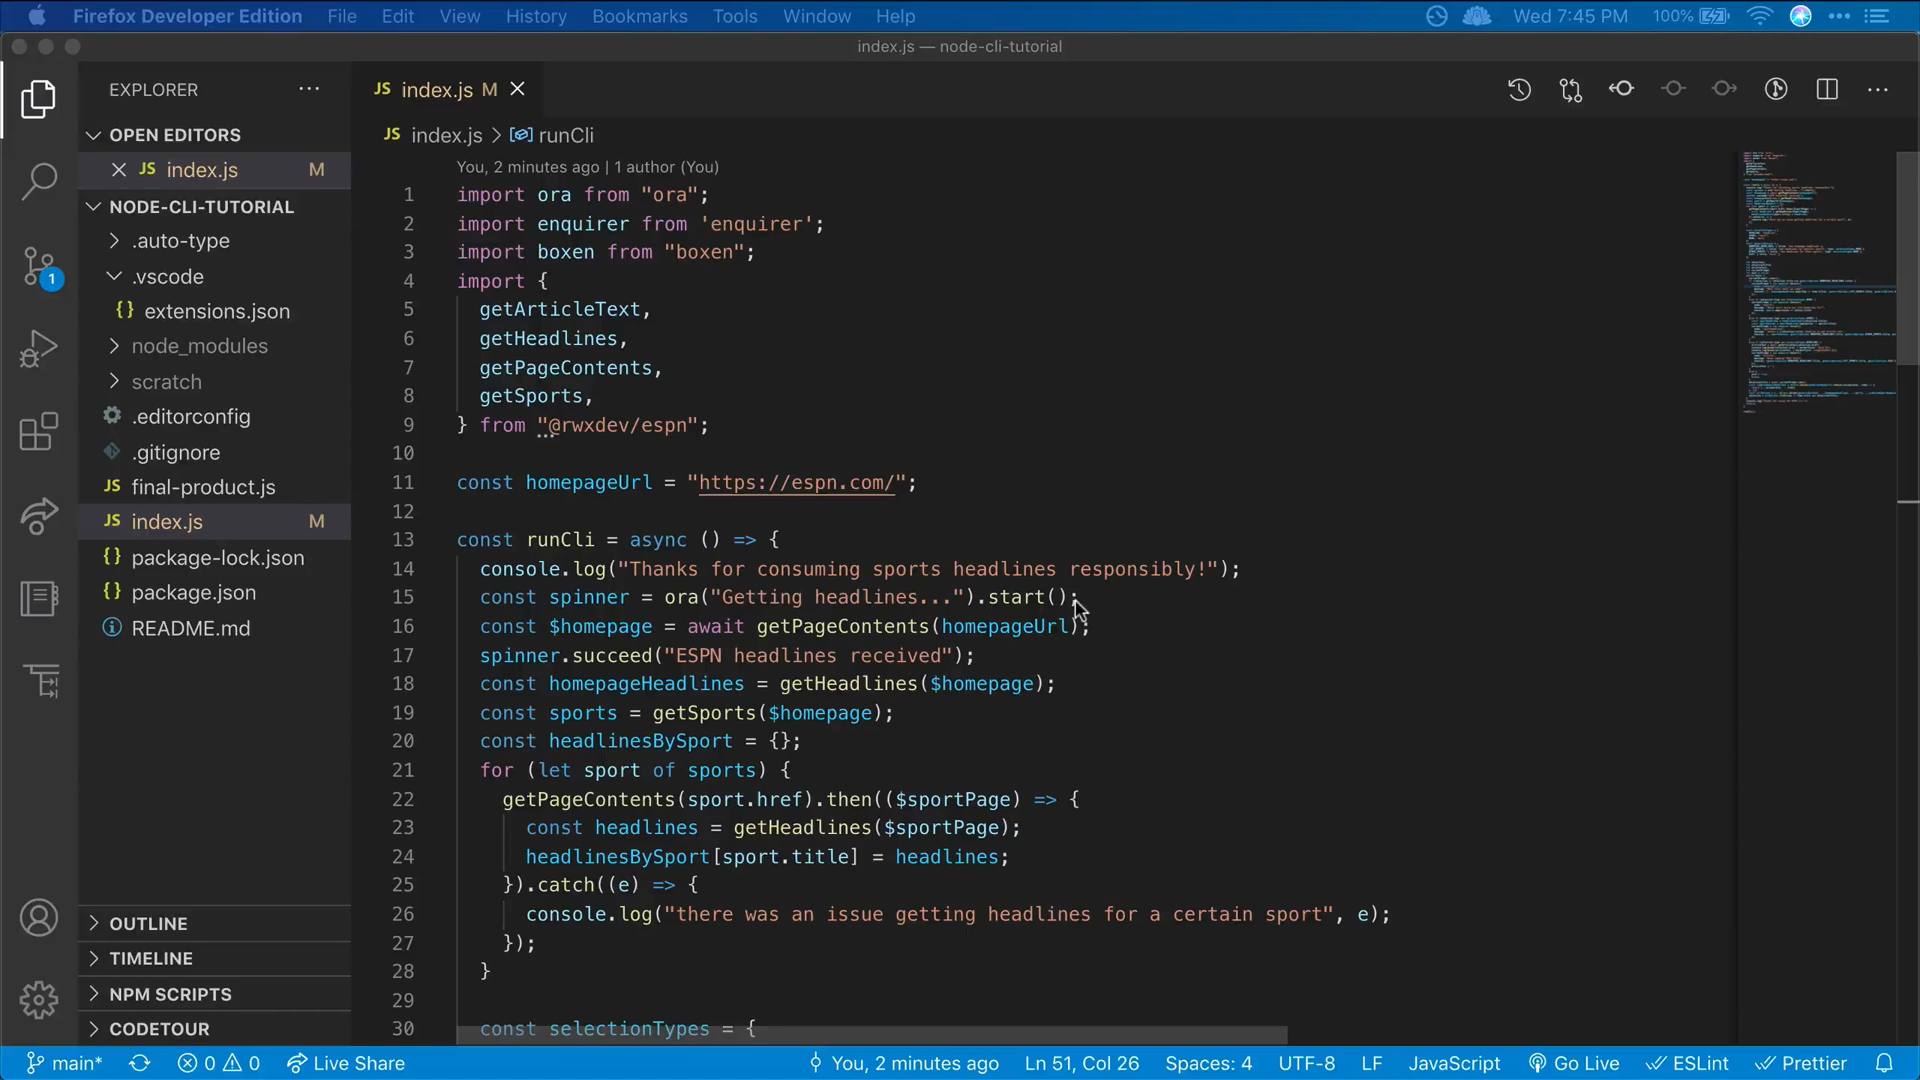 Firefox Developer Edition File Edit View History Bookmarks Tools Window Help Wed 7:45 PM 100%
index.js — node-cli-tutorial
EXPLORER
JS index.js M
OPEN EDITORS
JS index.js M
NODE-CLI-TUTORIAL
.auto-type
.vscode
{} extensions.json
node_modules
scratch
.editorconfig
.gitignore
JS final-product.js
JS index.js M
{} package-lock.json
{} package.json
README.md
OUTLINE
TIMELINE
NPM SCRIPTS
CODETOUR
1
JS index.js > runCli
You, 2 minutes ago | 1 author (You)
1 import ora from "ora";
2 import enquirer from 'enquirer';
3 import boxen from "boxen";
4 import {
5 getArticleText,
6 getHeadlines,
7 getPageContents,
8 getSports,
9 } from "@rwxdev/espn";
10
11 const homepageUrl = "https://espn.com/";
12
13 const runCli = async () => {
14 console.log("Thanks for consuming sports headlines responsibly!");
15 const spinner = ora("Getting headlines...").start();
16 const $homepage = await getPageContents(homepageUrl);
17 spinner.succeed("ESPN headlines received");
18 const homepageHeadlines = getHeadlines($homepage);
19 const sports = getSports($homepage);
20 const headlinesBySport = {};
21 for (let sport of sports) {
22 getPageContents(sport.href).then(($sportPage) => {
23 const headlines = getHeadlines($sportPage);
24 headlinesBySport[sport.title] = headlines;
25 }).catch((e) => {
26 console.log("there was an issue getting headlines for a certain sport", e);
27 });
28 }
29
30 const selectionTypes = {
main* 0 0 Live Share You, 2 minutes ago Ln 51, Col 26 Spaces: 4 UTF-8 LF JavaScript Go Live ESLint Prettier